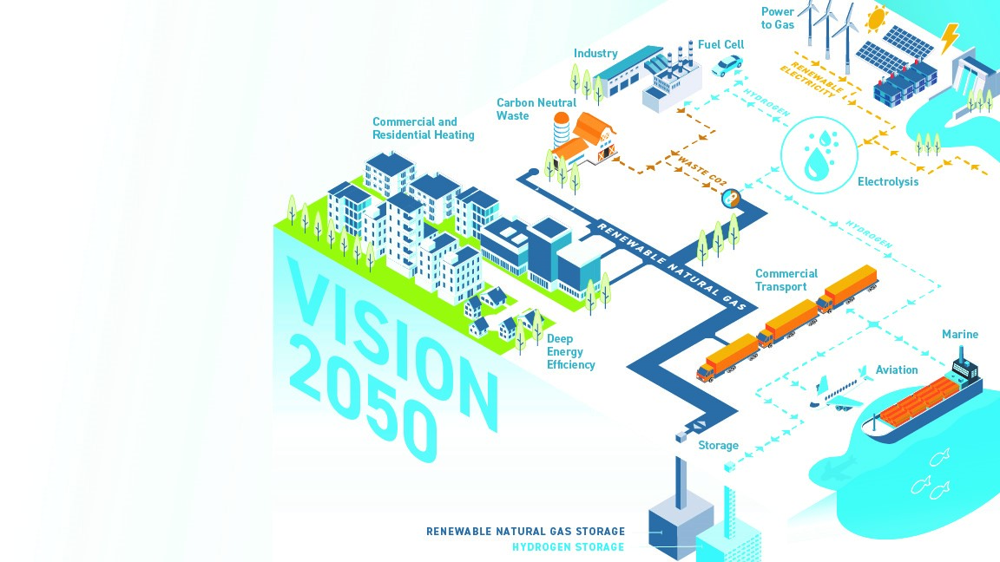 Power
to Gas
Fuel Cell
Industry
RENEWABLE
ELECTRICITY
HYDROGEN
Carbon Neutral
Waste
Commercial and
Residential Heating
WASTE CO2
Electrolysis
RENEWABLE NATURAL GAS
HYDROGEN
Commercial
Transport
VISION
2050
Deep
Energy
Efficiency
Marine
Aviation
Storage
RENEWABLE NATURAL GAS STORAGE
HYDROGEN STORAGE